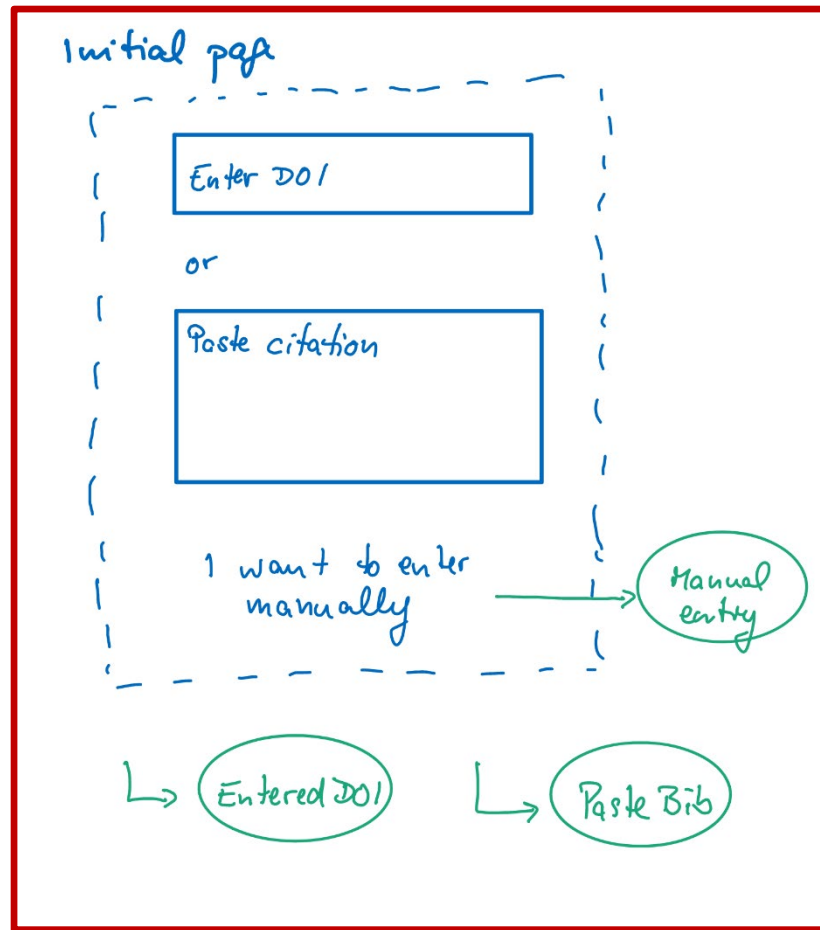 Initial page
Enter DOI
or
Paste citation
I want to enter
manually
Manual
entry
Entered DOI
Paste Bib